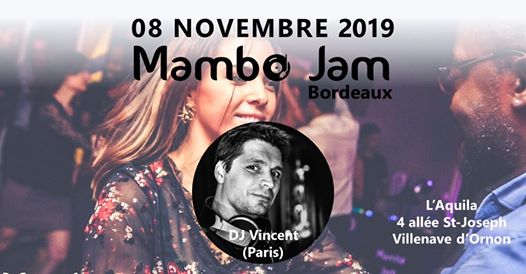 08 NOVEMBRE 2019
Mambo Jam
Bordeaux
DJ Vincent
(Paris)
L'Aquila
4 allée St-Joseph
Villenave d'Ornon